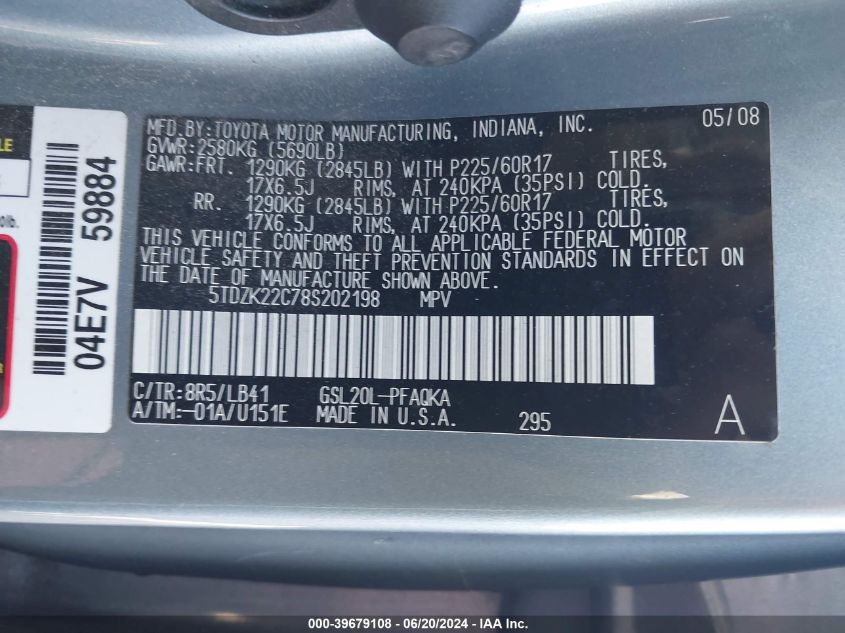 MFD.BY:TOYOTA MOTOR MANUFACTURING, INDIANA, INC. 05/08
GVWR:2580KG (5690LB)
GAWR:FRT. 1290KG (2845LB) WITH P225/60R17 TIRES,
17X6.5J RIMS, AT 240KPA (35PSI) COLD.
RR. 1290KG (2845LB) WITH P225/60R17 TIRES,
17X6.5J RIMS, AT 240KPA (35PSI) COLD.
THIS VEHICLE CONFORMS TO ALL APPLICABLE FEDERAL MOTOR
VEHICLE SAFETY AND THEFT PREVENTION STANDARDS IN EFFECT ON
THE DATE OF MANUFACTURE SHOWN ABOVE.
5TDZK22C78S202198 MPV
C/TR:8R5/LB41 GSL20L-PFAQKA
A/TM:-01A/U151E MADE IN U.S.A. 295 A
04E7V 59884
000-39679108 - 06/20/2024 - IAAI.com